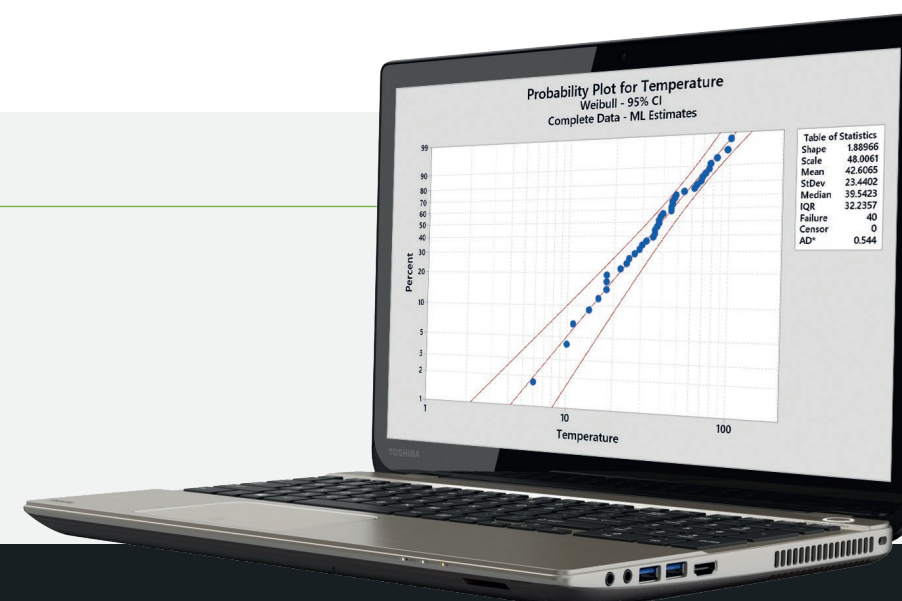 Probability Plot for Temperature
Weibull - 95% CI
Complete Data - ML Estimates
99
90
80
70
60
50
40
30
20
10
5
3
2
1
Percent
1
10
100
Temperature
Table of Statistics
Shape 1.88966
Scale 48.0061
Mean 42.6065
StDev 23.4402
Median 39.5423
IQR 32.2357
Failure 40
Censor 0
AD* 0.544
TOSHIBA